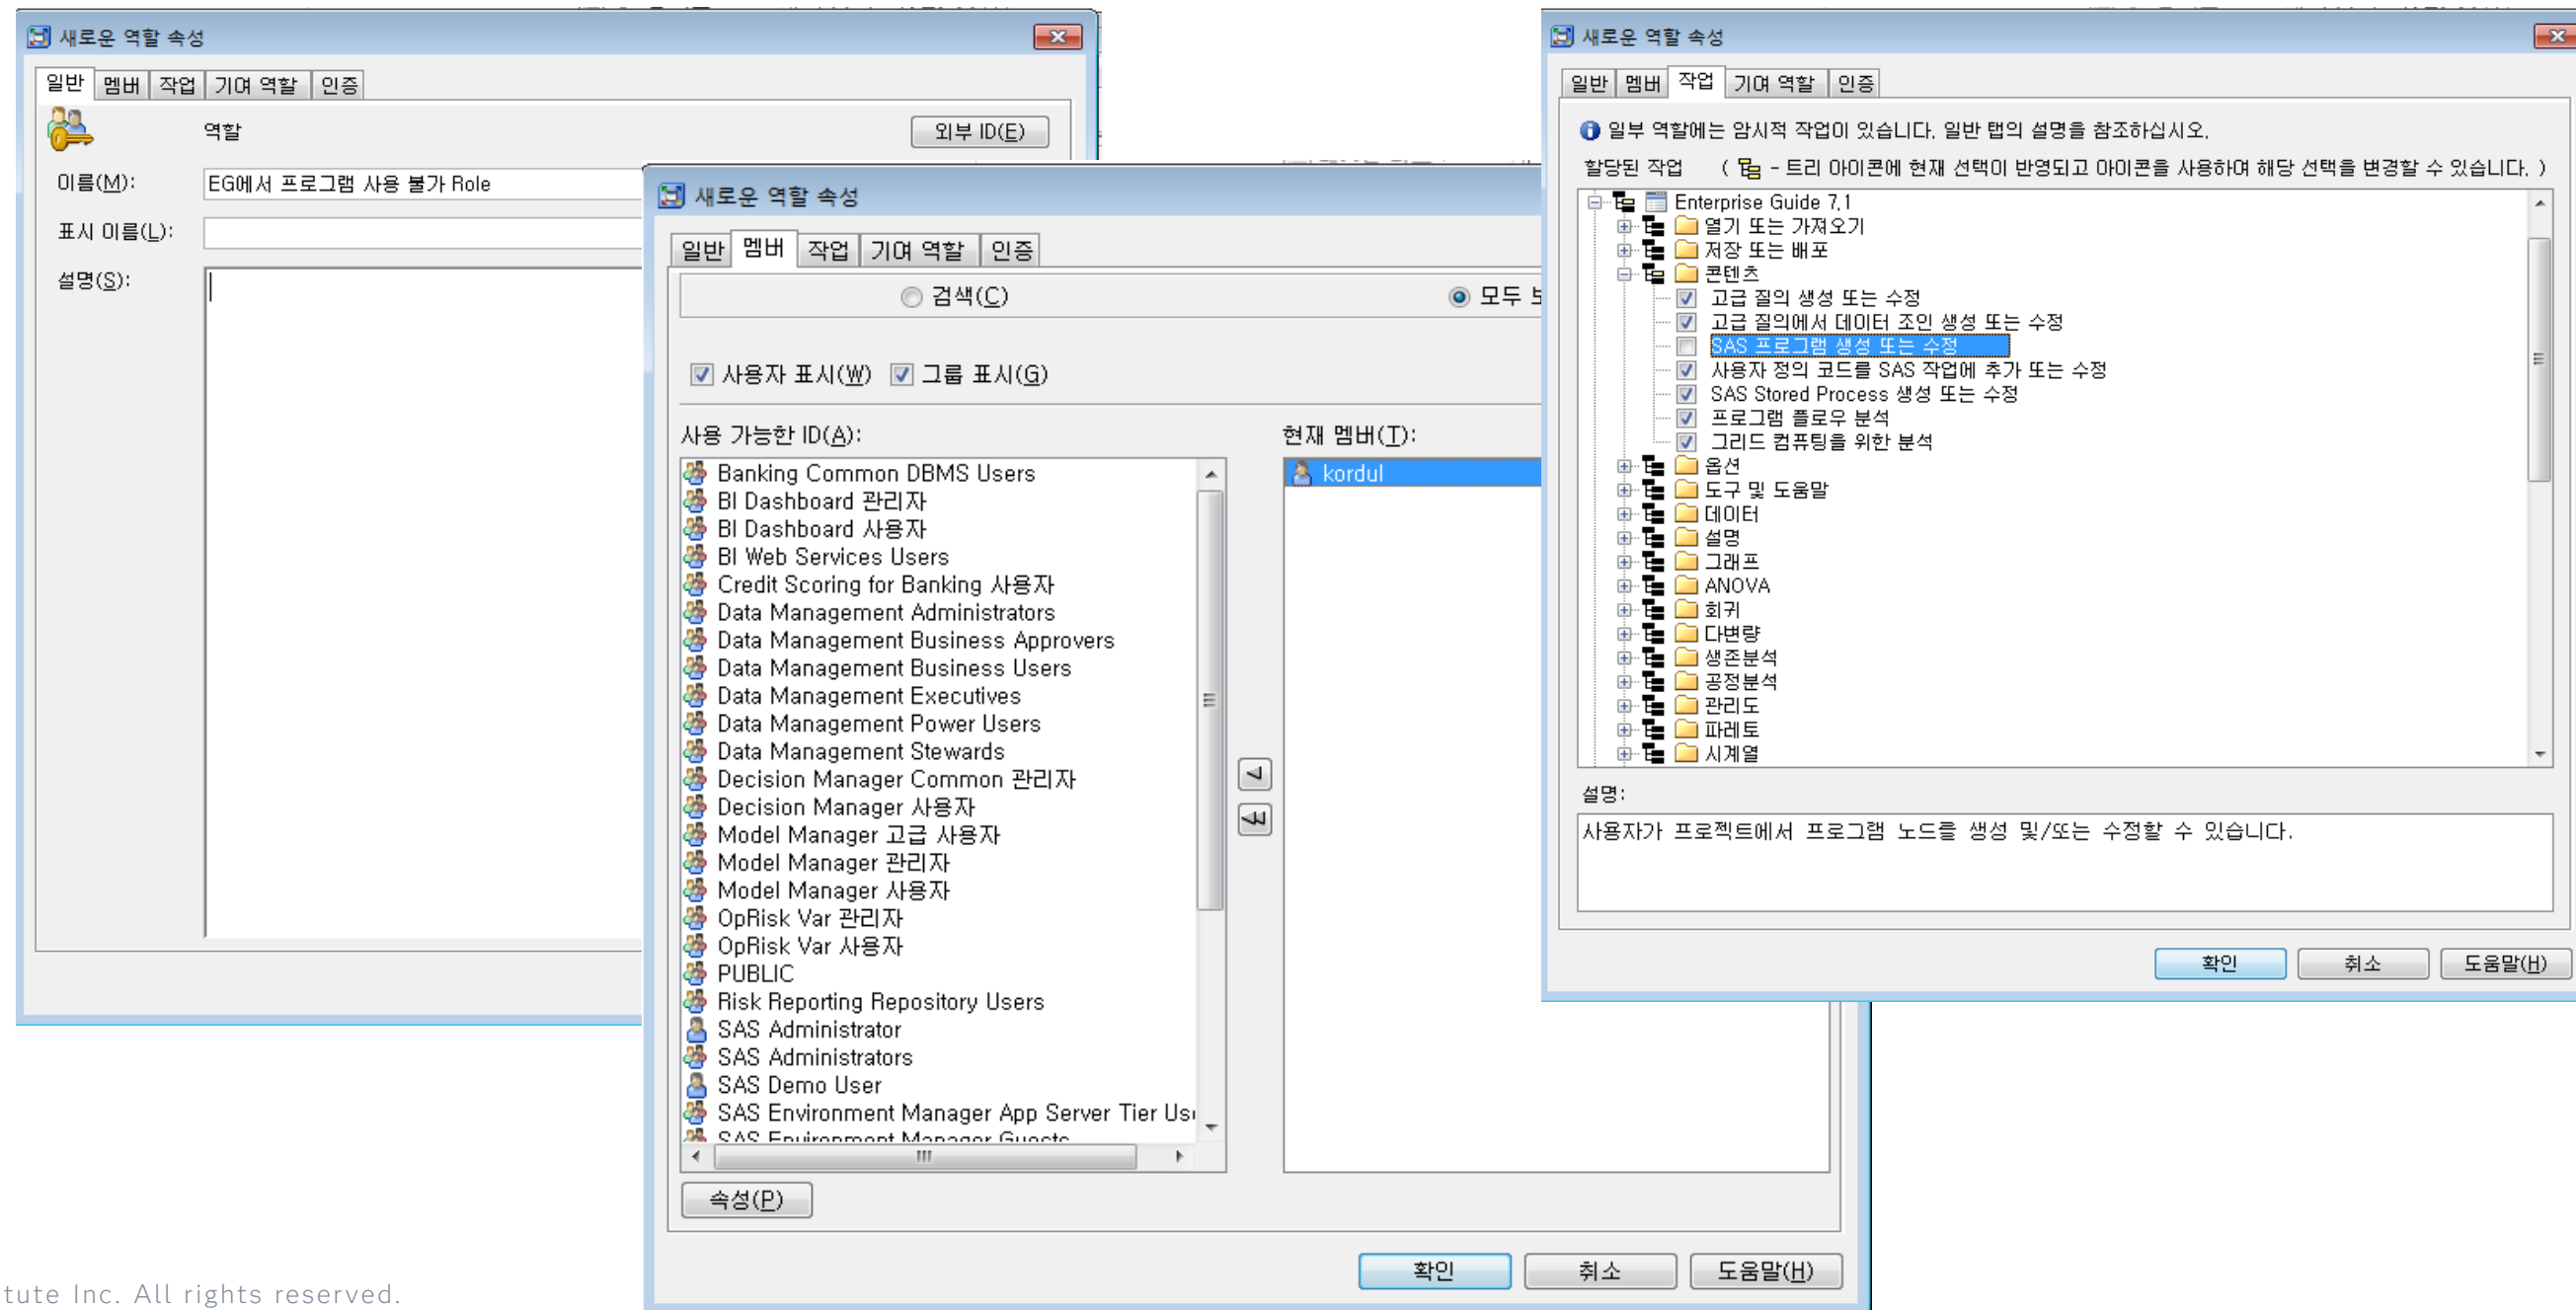 새로운 역할 속성
일반 멤버 작업 기여 역할 인증
역할
외부 ID(E)
이름(M):
EG에서 프로그램 사용 불가 Role
표시 이름(L):
설명(S):
새로운 역할 속성
일반 멤버 작업 기여 역할 인증
검색(C)
모두
사용자 표시(W) 그룹 표시(G)
사용 가능한 ID(A):
Banking Common DBMS Users
BI Dashboard 관리자
BI Dashboard 사용자
BI Web Services Users
Credit Scoring for Banking 사용자
Data Management Administrators
Data Management Business Approvers
Data Management Business Users
Data Management Executives
Data Management Power Users
Data Management Stewards
Decision Manager Common 관리자
Decision Manager 사용자
Model Manager 고급 사용자
Model Manager 관리자
Model Manager 사용자
OpRisk Var 관리자
OpRisk Var 사용자
PUBLIC
Risk Reporting Repository Users
SAS Administrator
SAS Administrators
SAS Demo User
SAS Environment Manager App Server Tier
SAS Environment Manager Guests
현재 멤버(T):
kordul
속성(P)
확인 취소 도움말(H)
새로운 역할 속성
일반 멤버 작업 기여 역할 인증
일부 역할에는 암시적 작업이 있습니다. 일반 탭의 설명을 참조하십시오.
할당된 작업 ( - 트리 아이콘에 현재 선택이 반영되고 아이콘을 사용하여 해당 선택을 변경할 수 있습니다. )
Enterprise Guide 7.1
열기 또는 가져오기
저장 또는 배포
콘텐츠
고급 질의 생성 또는 수정
고급 질의에서 데이터 조인 생성 또는 수정
SAS 프로그램 생성 또는 수정
사용자 정의 코드를 SAS 작업에 추가 또는 수정
SAS Stored Process 생성 또는 수정
프로그램 플로우 분석
그리드 컴퓨팅을 위한 분석
옵션
도구 및 도움말
데이터
설명
그래프
ANOVA
회귀
다변량
생존분석
공정분석
관리도
파레토
시계열
설명:
사용자가 프로젝트에서 프로그램 노드를 생성 및/또는 수정할 수 있습니다.
확인 취소 도움말(H)
tute Inc. All rights reserved.